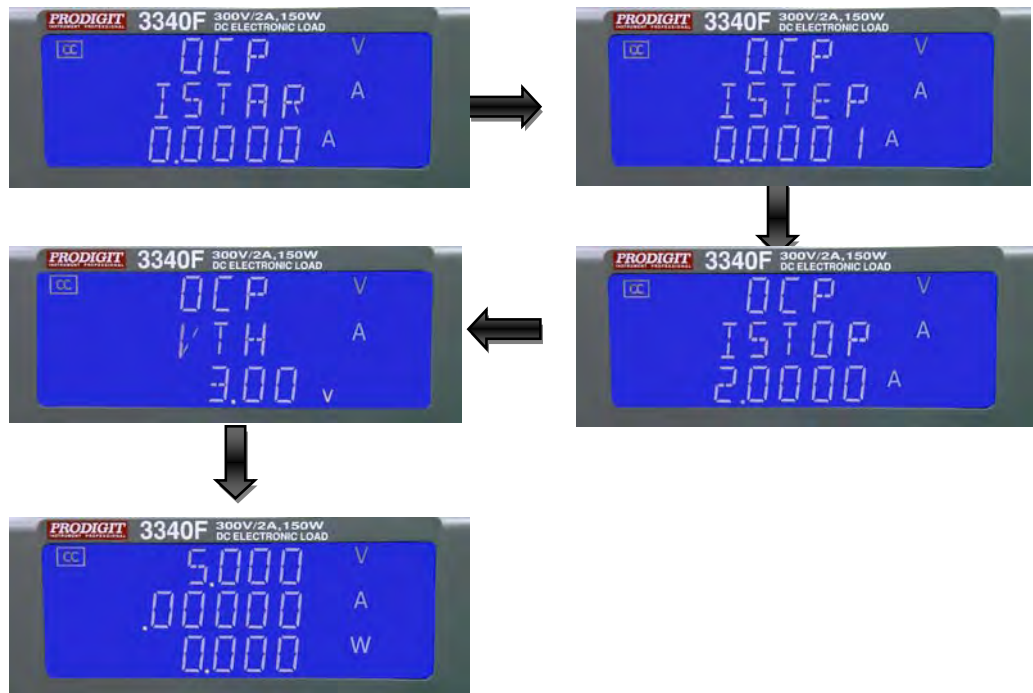 PRODIGIT 3340F 300V/2A,150W
INSTRUMENT PROFESSIONAL DC ELECTRONIC LOAD
CC OCP V
ISTAR A
0.0000 A
PRODIGIT 3340F 300V/2A,150W
INSTRUMENT PROFESSIONAL DC ELECTRONIC LOAD
CC OCP V
ISTEP A
0.0001 A
PRODIGIT 3340F 300V/2A,150W
INSTRUMENT PROFESSIONAL DC ELECTRONIC LOAD
CC OCP V
ISTOP A
2.0000 A
PRODIGIT 3340F 300V/2A,150W
INSTRUMENT PROFESSIONAL DC ELECTRONIC LOAD
CC OCP V
VTH A
3.00 V
PRODIGIT 3340F 300V/2A,150W
INSTRUMENT PROFESSIONAL DC ELECTRONIC LOAD
CC 5.000 V
.00000 A
0.000 W